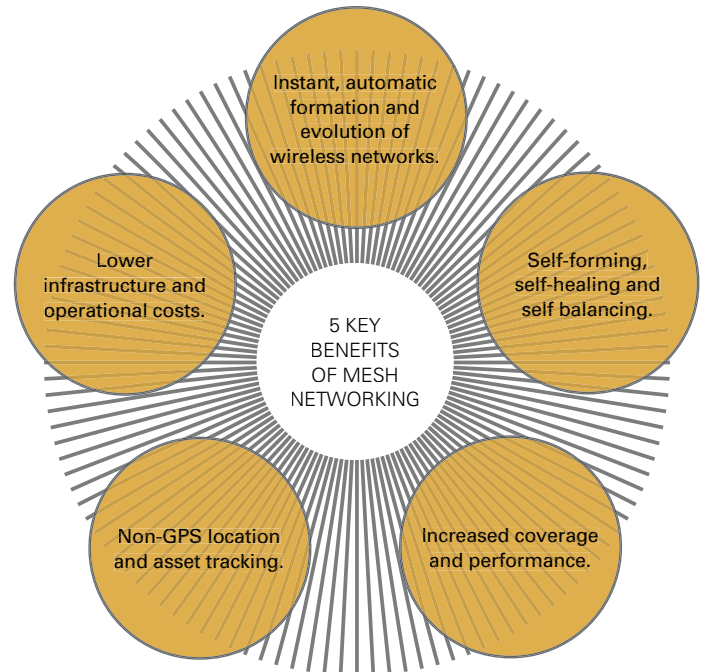 Instant, automatic
formation and
evolution of
wireless networks.
Lower
infrastructure and
operational costs.
Self-forming,
self-healing and
self balancing.
5 KEY
BENEFITS
OF MESH
NETWORKING
Non-GPS location
and asset tracking.
Increased coverage
and performance.